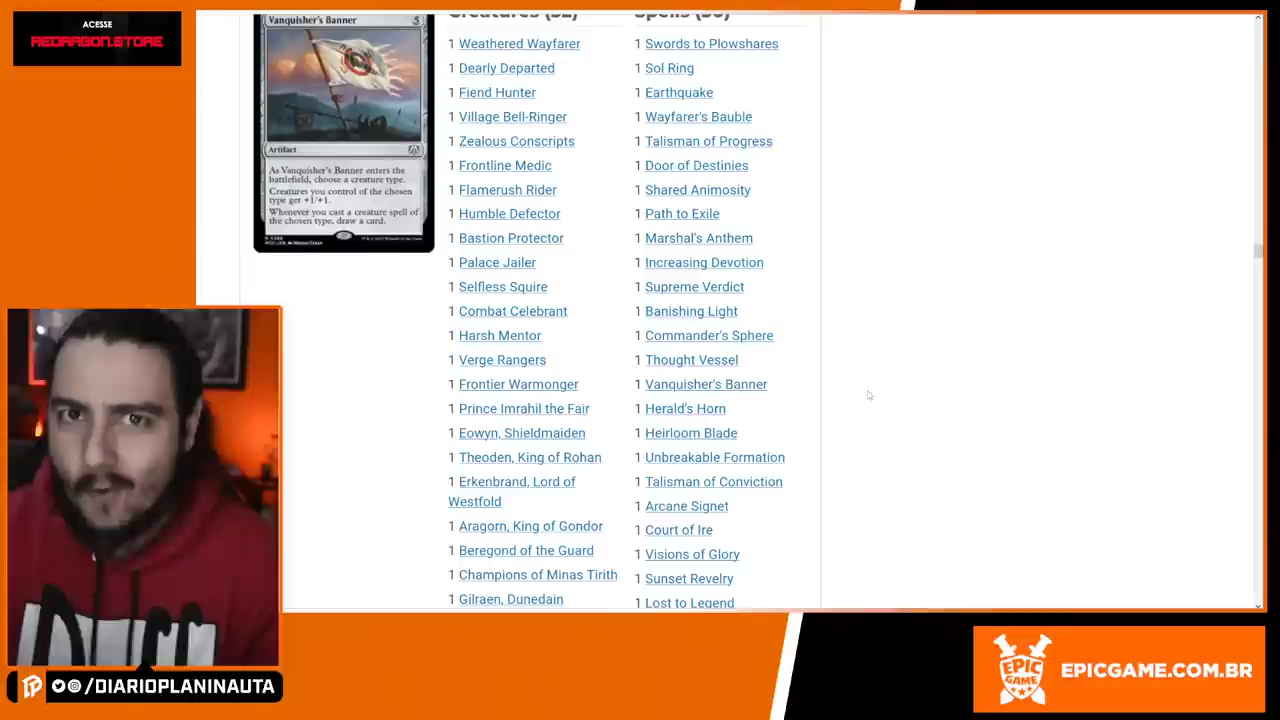 ACESSE
REDRAGON.STORE
Vanquisher's Banner
5
Artifact
As Vanquisher's Banner enters the
battlefield, choose a creature type.
Creatures you control of the chosen
type get +1/+1.
Whenever you cast a creature spell of
the chosen type, draw a card.
1 Weathered Wayfarer
1 Dearly Departed
1 Fiend Hunter
1 Village Bell-Ringer
1 Zealous Conscripts
1 Frontline Medic
1 Flamerush Rider
1 Humble Defector
1 Bastion Protector
1 Palace Jailer
1 Selfless Squire
1 Combat Celebrant
1 Harsh Mentor
1 Verge Rangers
1 Frontier Warmonger
1 Prince Imrahil the Fair
1 Eowyn, Shieldmaiden
1 Theoden, King of Rohan
1 Erkenbrand, Lord of
Westfold
1 Aragorn, King of Gondor
1 Beregond of the Guard
1 Champions of Minas Tirith
1 Gilraen, Dunedain
1 Swords to Plowshares
1 Sol Ring
1 Earthquake
1 Wayfarer's Bauble
1 Talisman of Progress
1 Door of Destinies
1 Shared Animosity
1 Path to Exile
1 Marshal's Anthem
1 Increasing Devotion
1 Supreme Verdict
1 Banishing Light
1 Commander's Sphere
1 Thought Vessel
1 Vanquisher's Banner
1 Herald's Horn
1 Heirloom Blade
1 Unbreakable Formation
1 Talisman of Conviction
1 Arcane Signet
1 Court of Ire
1 Visions of Glory
1 Sunset Revelry
1 Lost to Legend
/DIARIOPLANINAUTA
EPIC
GAME
EPICGAME.COM.BR